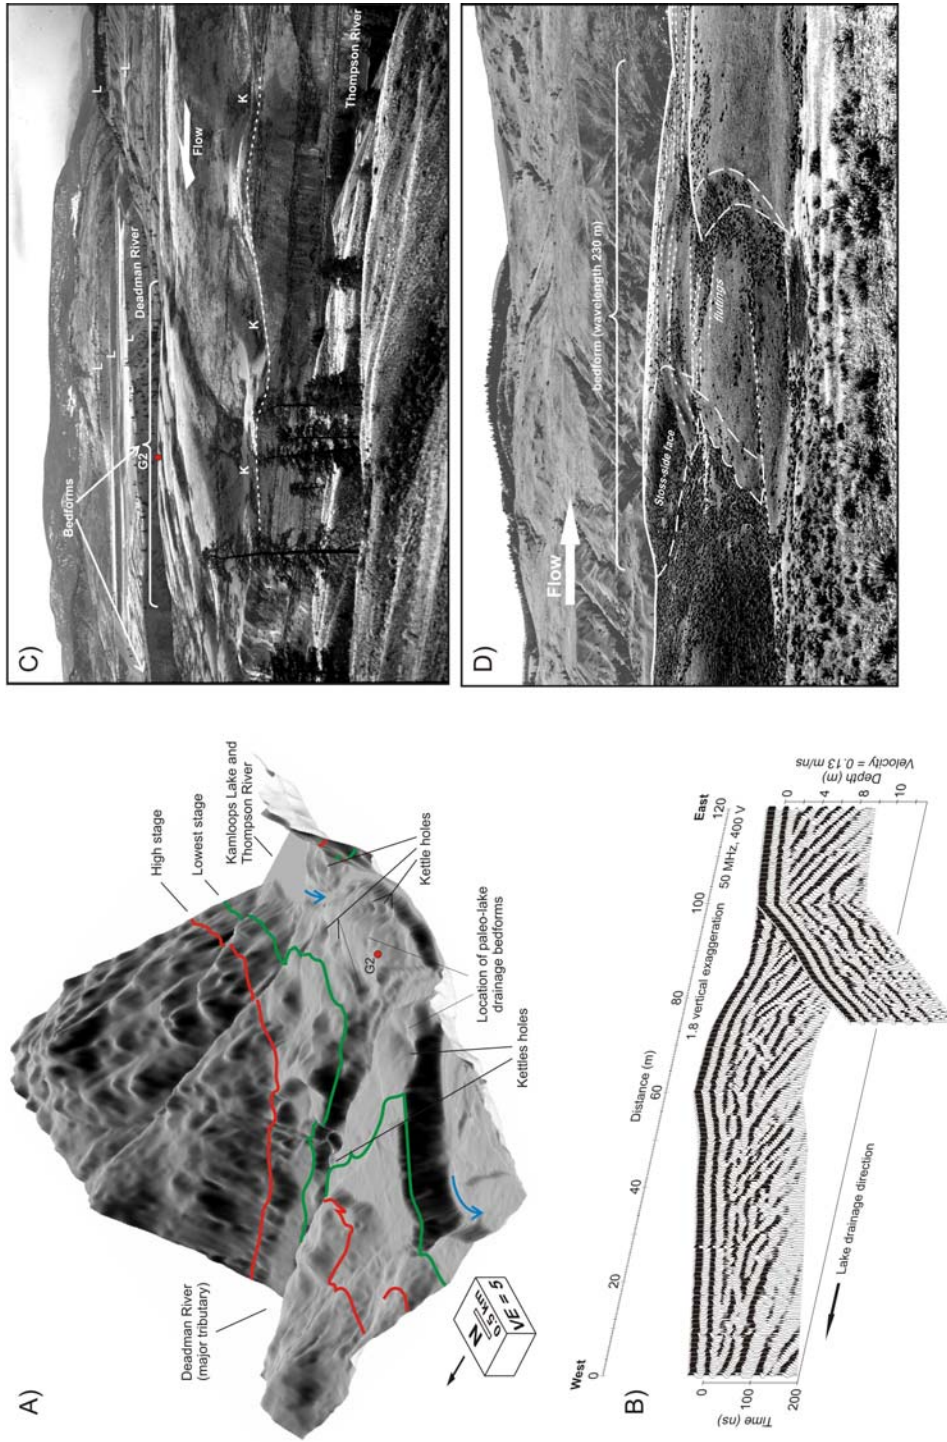 A)
High stage
Lowest stage
Kamloops Lake and
Thompson River
Deadman River
(major tributary)
G2
Kettle holes
Location of paleo-lake
drainage bedforms
Kettles holes
N
0.5 km
VE = 5
B)
West
East
0
20
40
60
80
100
120
Distance (m)
1.8 vertical exaggeration
50 MHz, 400 V
Time (ns)
0
100
200
Depth (m)
Velocity = 0.13 m/ns
0
4
6
8
10
Lake drainage direction
C)
Bedforms
L
L
L
L
L
G2
Deadman River
Flow
K
K
K
Thompson River
D)
Flow
bedform (wavelength 230 m)
Stoss-side face
flutings